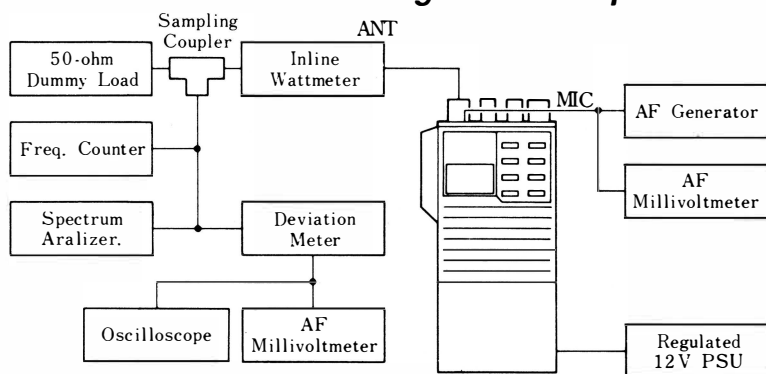 Sampling
Coupler
ANT
50-ohm
Dummy Load
Inline
Wattmeter
MIC
AF Generator
Freq. Counter
AF
Millivoltmeter
Spectrum
Aralizer.
Deviation
Meter
Oscilloscope
AF
Millivoltmeter
Regulated
12V PSU